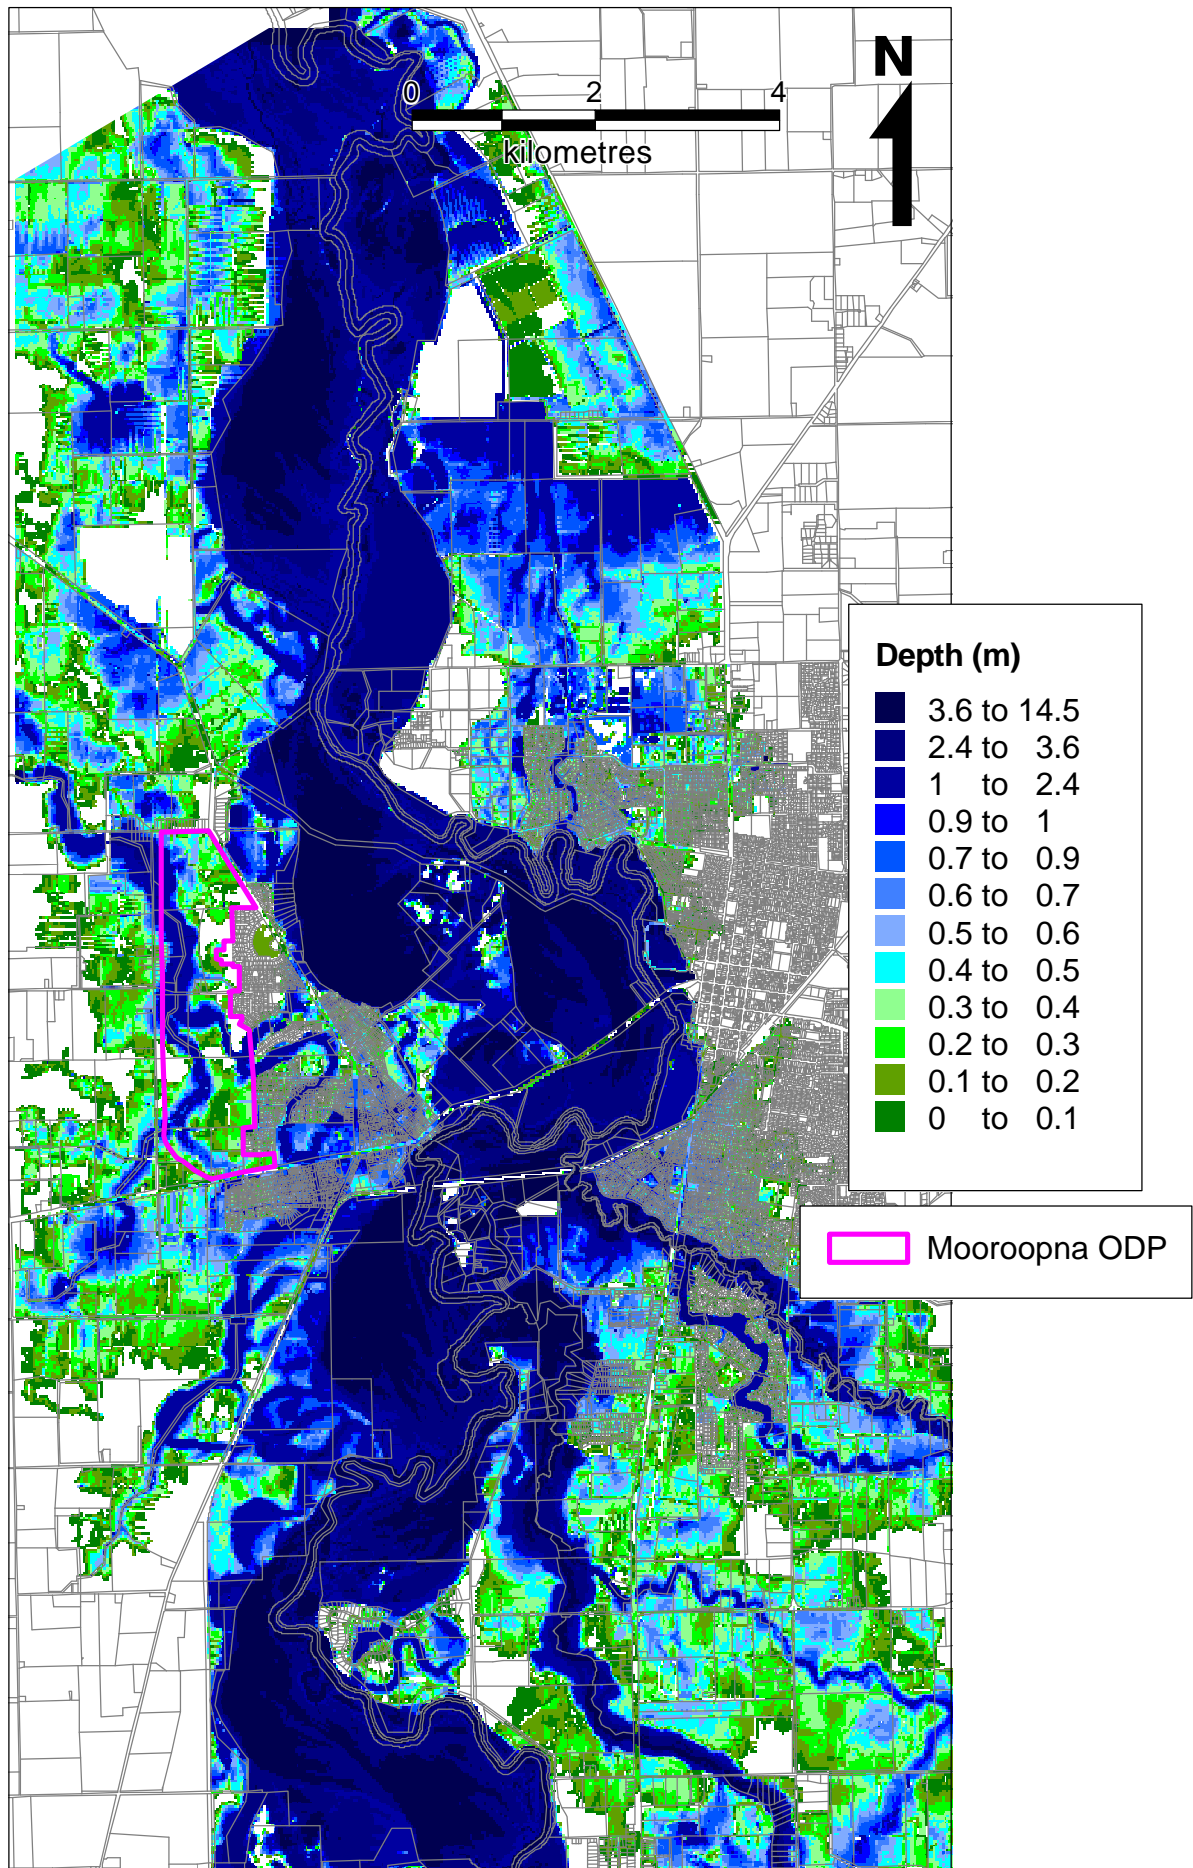 N
0 2 4
kilometres
Depth (m)
3.6 to 14.5
2.4 to 3.6
1 to 2.4
0.9 to 1
0.7 to 0.9
0.6 to 0.7
0.5 to 0.6
0.4 to 0.5
0.3 to 0.4
0.2 to 0.3
0.1 to 0.2
0 to 0.1
Mooroopna ODP